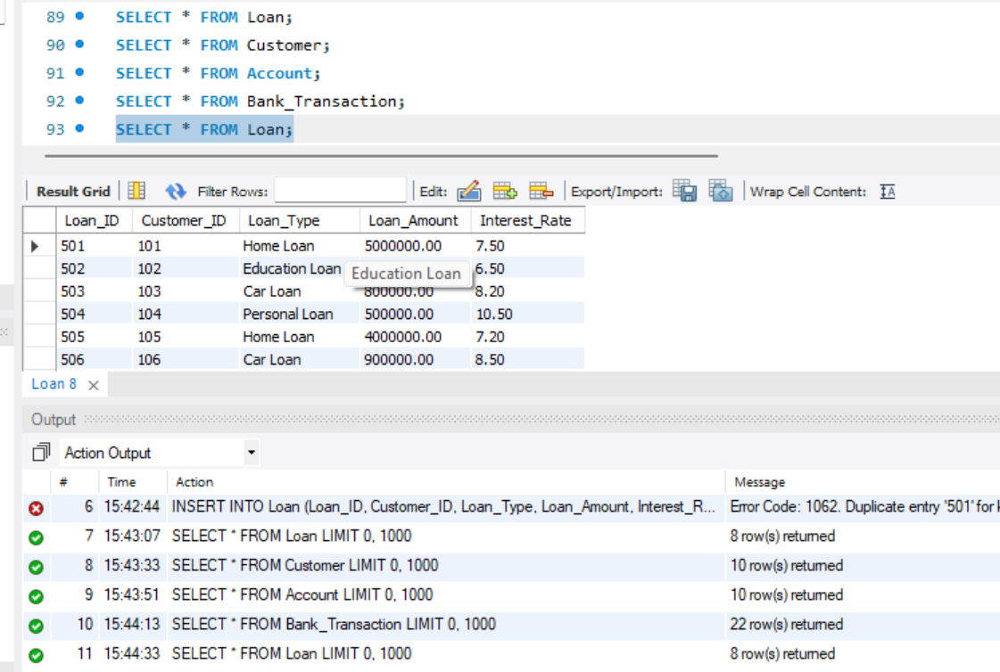 89 SELECT * FROM Loan;
90 SELECT * FROM Customer;
91 SELECT * FROM Account;
92 SELECT * FROM Bank_Transaction;
93 SELECT * FROM Loan;
Result Grid Filter Rows: Edit: Export/Import: Wrap Cell Content: IA
Loan_ID Customer_ID Loan_Type Loan_Amount Interest_Rate
501 101 Home Loan 5000000.00 7.50
502 102 Education Loan Education Loan 6.50
503 103 Car Loan 800000.00 8.20
504 104 Personal Loan 500000.00 10.50
505 105 Home Loan 4000000.00 7.20
506 106 Car Loan 900000.00 8.50
Loan 8
Output
Action Output
# Time Action Message
6 15:42:44 INSERT INTO Loan (Loan_ID, Customer_ID, Loan_Type, Loan_Amount, Interest_R... Error Code: 1062. Duplicate entry '501' for
7 15:43:07 SELECT * FROM Loan LIMIT 0, 1000 8 row(s) returned
8 15:43:33 SELECT * FROM Customer LIMIT 0, 1000 10 row(s) returned
9 15:43:51 SELECT * FROM Account LIMIT 0, 1000 10 row(s) returned
10 15:44:13 SELECT * FROM Bank_Transaction LIMIT 0, 1000 22 row(s) returned
11 15:44:33 SELECT * FROM Loan LIMIT 0, 1000 8 row(s) returned